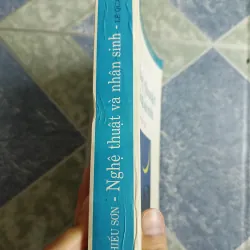 HIẾU SƠN - Nghệ thuật và nhân sinh -